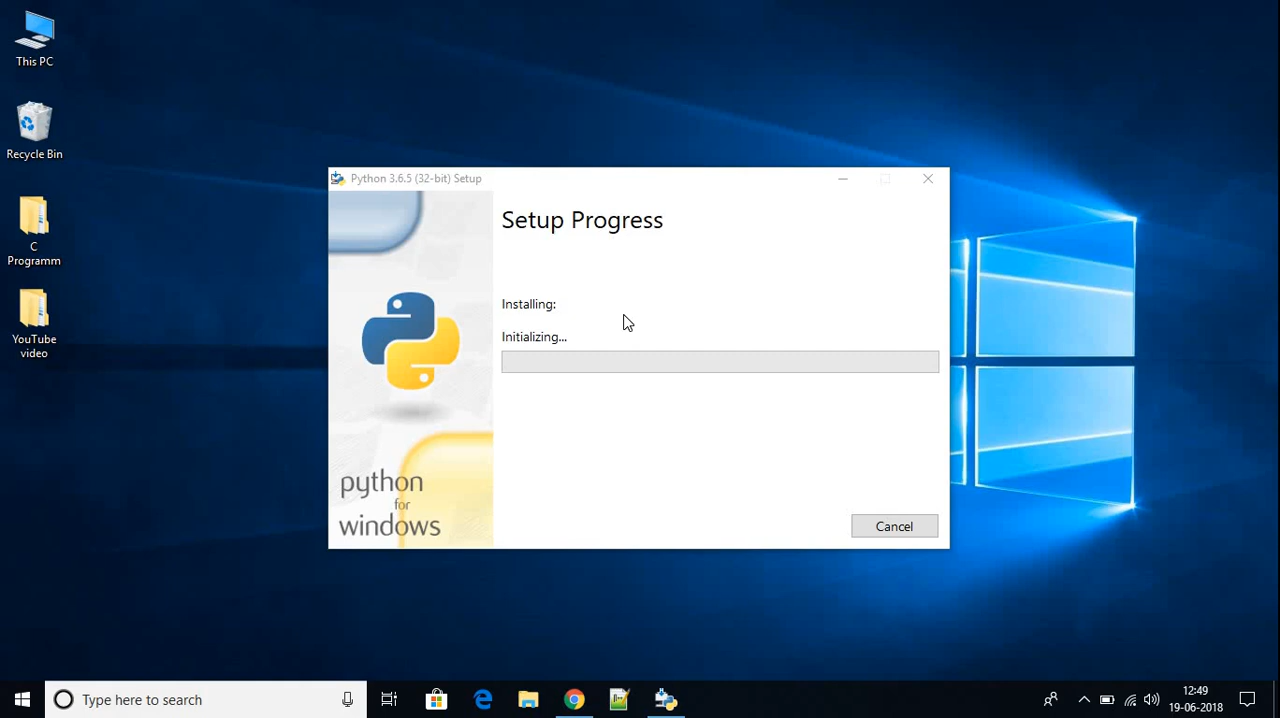 This PC
Recycle Bin
C
Programm
YouTube
video
Python 3.6.5 (32-bit) Setup
Setup Progress
Installing:
Initializing...
python
for
windows
Cancel
Type here to search
12:49
19-06-2018